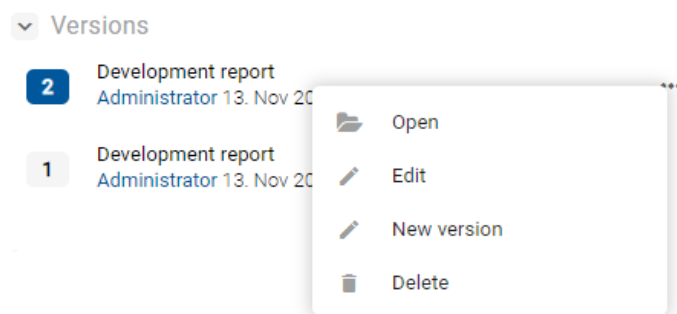 Versions
2
Development report
Administrator 13. Nov 20
1
Development report
Administrator 13. Nov 20
Open
Edit
New version
Delete